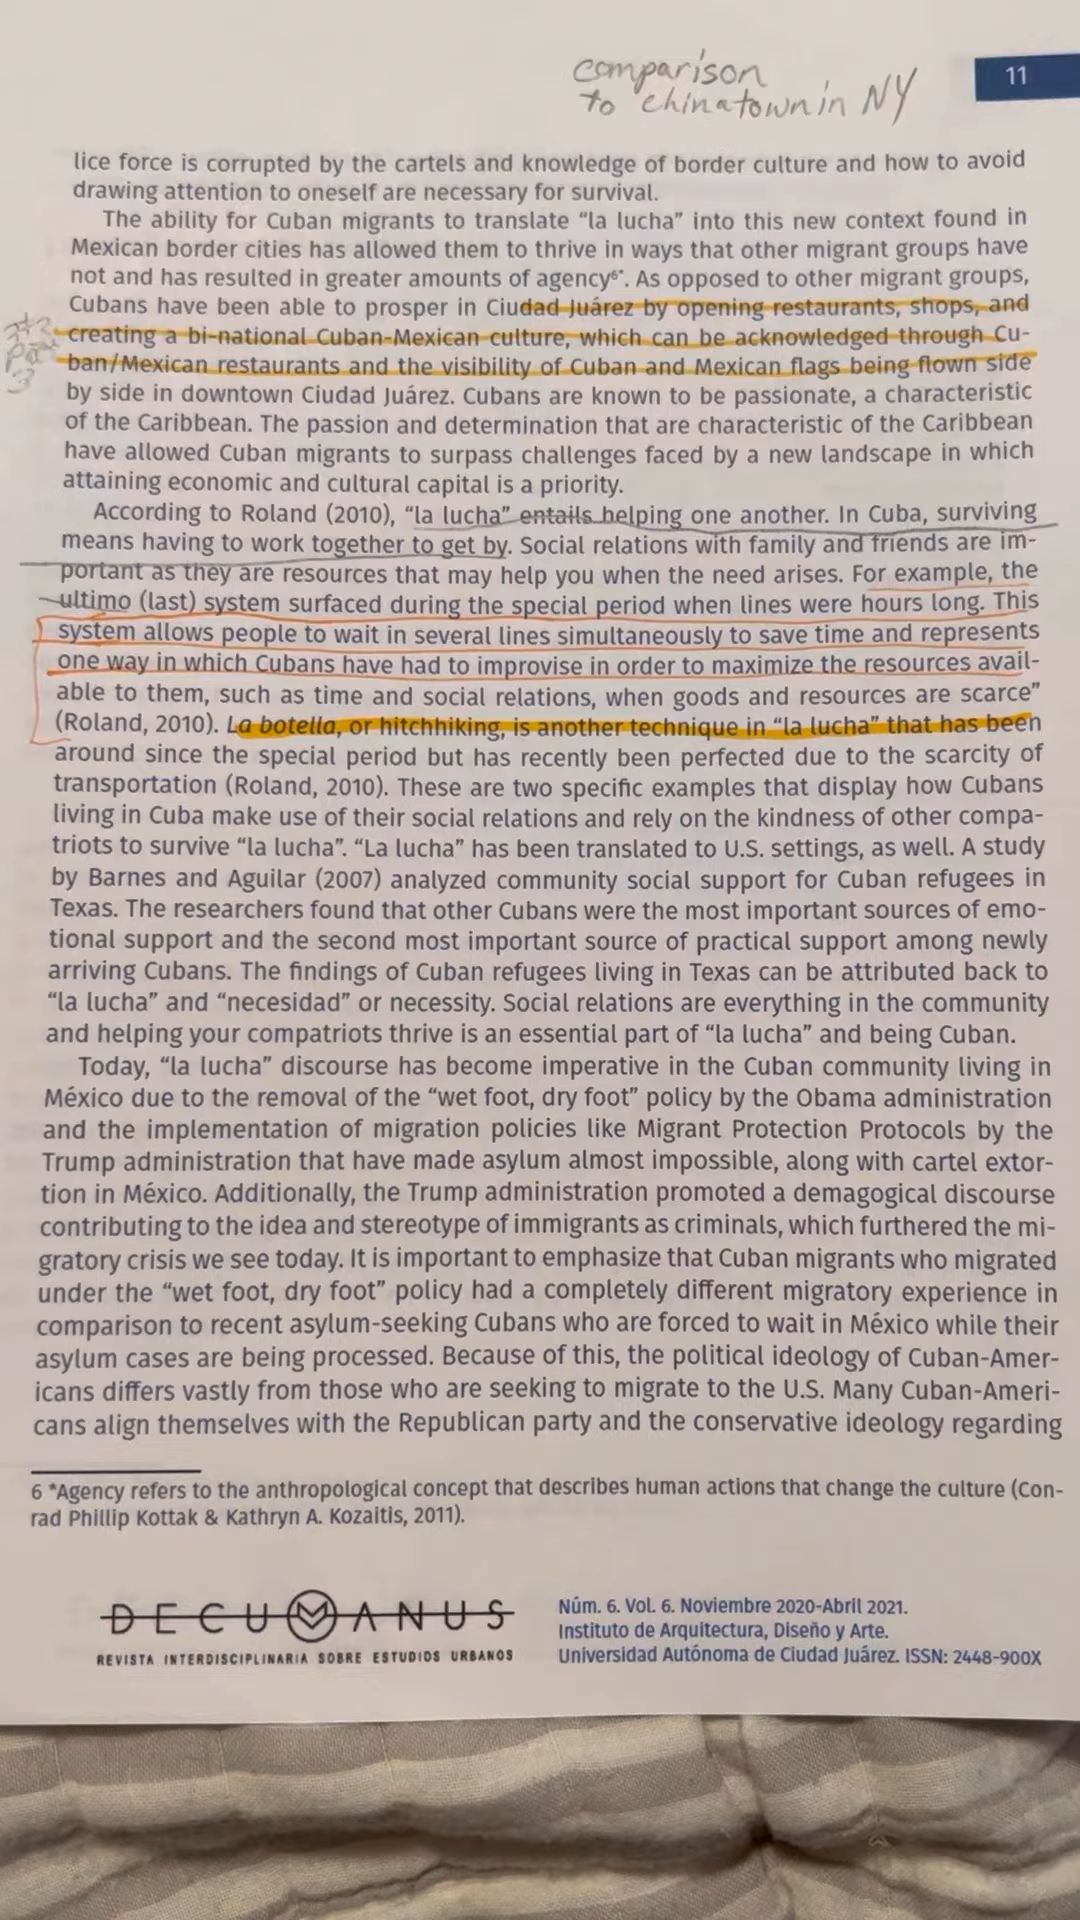 comparison
to chinatown in NY
11
lice force is corrupted by the cartels and knowledge of border culture and how to avoid
drawing attention to oneself are necessary for survival.
The ability for Cuban migrants to translate “la lucha” into this new context found in
Mexican border cities has allowed them to thrive in ways that other migrant groups have
not and has resulted in greater amounts of agency⁶*. As opposed to other migrant groups,
Cubans have been able to prosper in Ciudad Juárez by opening restaurants, shops, and
creating a bi-national Cuban-Mexican culture, which can be acknowledged through Cu-
ban/Mexican restaurants and the visibility of Cuban and Mexican flags being flown side
by side in downtown Ciudad Juárez. Cubans are known to be passionate, a characteristic
of the Caribbean. The passion and determination that are characteristic of the Caribbean
have allowed Cuban migrants to surpass challenges faced by a new landscape in which
attaining economic and cultural capital is a priority.
According to Roland (2010), “la lucha” entails helping one another. In Cuba, surviving
means having to work together to get by. Social relations with family and friends are im-
portant as they are resources that may help you when the need arises. For example, the
ultimo (last) system surfaced during the special period when lines were hours long. This
system allows people to wait in several lines simultaneously to save time and represents
one way in which Cubans have had to improvise in order to maximize the resources avail-
able to them, such as time and social relations, when goods and resources are scarce”
(Roland, 2010). La botella, or hitchhiking, is another technique in “la lucha” that has been
around since the special period but has recently been perfected due to the scarcity of
transportation (Roland, 2010). These are two specific examples that display how Cubans
living in Cuba make use of their social relations and rely on the kindness of other compa-
triots to survive “la lucha”. “La lucha” has been translated to U.S. settings, as well. A study
by Barnes and Aguilar (2007) analyzed community social support for Cuban refugees in
Texas. The researchers found that other Cubans were the most important sources of emo-
tional support and the second most important source of practical support among newly
arriving Cubans. The findings of Cuban refugees living in Texas can be attributed back to
“la lucha” and “necesidad” or necessity. Social relations are everything in the community
and helping your compatriots thrive is an essential part of “la lucha” and being Cuban.
Today, “la lucha” discourse has become imperative in the Cuban community living in
México due to the removal of the “wet foot, dry foot” policy by the Obama administration
and the implementation of migration policies like Migrant Protection Protocols by the
Trump administration that have made asylum almost impossible, along with cartel extor-
tion in México. Additionally, the Trump administration promoted a demagogical discourse
contributing to the idea and stereotype of immigrants as criminals, which furthered the mi-
gratory crisis we see today. It is important to emphasize that Cuban migrants who migrated
under the “wet foot, dry foot” policy had a completely different migratory experience in
comparison to recent asylum-seeking Cubans who are forced to wait in México while their
asylum cases are being processed. Because of this, the political ideology of Cuban-Amer-
icans differs vastly from those who are seeking to migrate to the U.S. Many Cuban-Ameri-
cans align themselves with the Republican party and the conservative ideology regarding
6 *Agency refers to the anthropological concept that describes human actions that change the culture (Con-
rad Phillip Kottak & Kathryn A. Kozaitis, 2011).
DECUMANUS
REVISTA INTERDISCIPLINARIA SOBRE ESTUDIOS URBANOS
Núm. 6. Vol. 6. Noviembre 2020-Abril 2021.
Instituto de Arquitectura, Diseño y Arte.
Universidad Autónoma de Ciudad Juárez. ISSN: 2448-900X